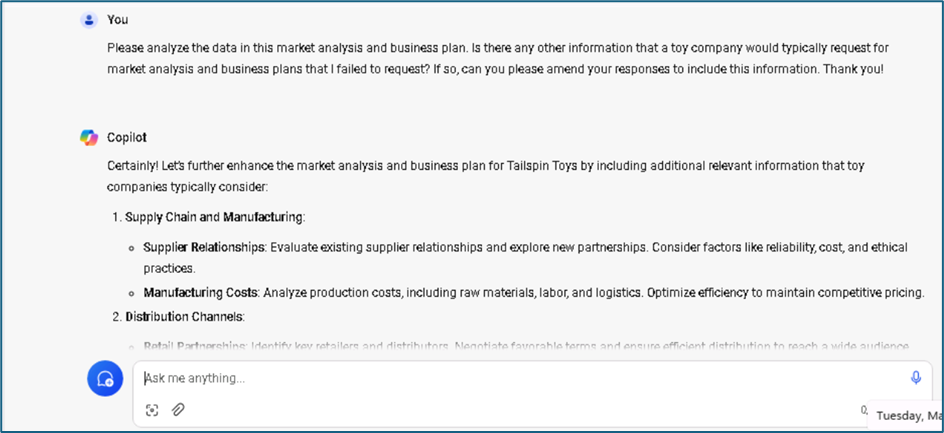 You
Please analyze the data in this market analysis and business plan. Is there any other information that a toy company would typically request for
market analysis and business plans that I failed to request? If so, can you please amend your responses to include this information. Thank you!
Copilot
Certainly! Let's further enhance the market analysis and business plan for Tailspin Toys by including additional relevant information that toy
companies typically consider:
1. Supply Chain and Manufacturing:
Supplier Relationships: Evaluate existing supplier relationships and explore new partnerships. Consider factors like reliability, cost, and ethical
practices.
Manufacturing Costs: Analyze production costs, including raw materials, labor, and logistics. Optimize efficiency to maintain competitive pricing.
2. Distribution Channels:
Retail Partnerships: Identify key retailers and distributors. Negotiate favorable terms and ensure efficient distribution to reach a wide audience.
Ask me anything...
Tuesday,